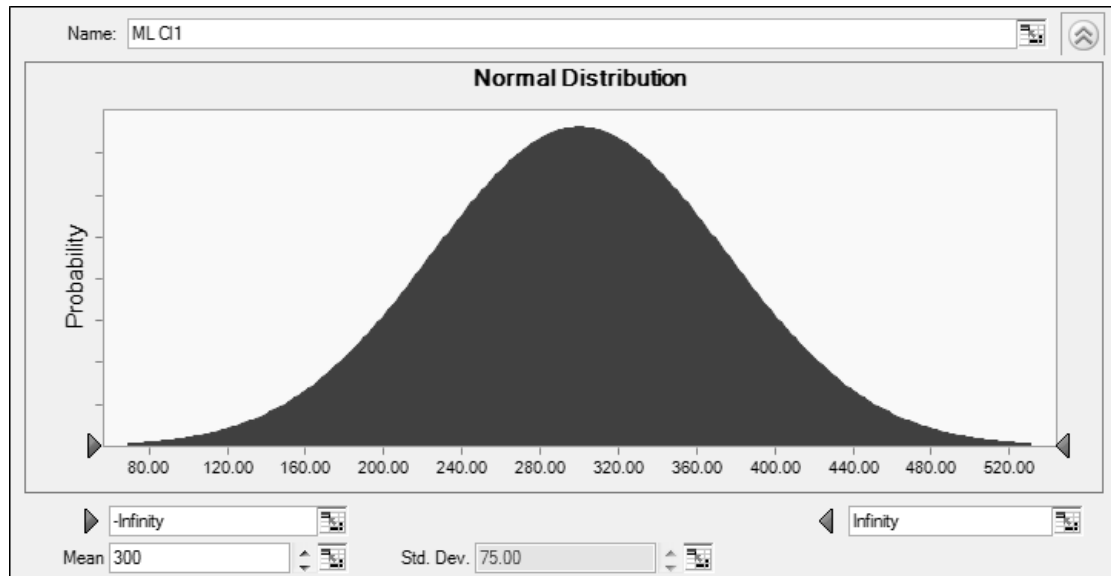 Name: ML Cl1
Normal Distribution
Probability
80.00 120.00 160.00 200.00 240.00 280.00 320.00 360.00 400.00 440.00 480.00 520.00
-Infinity Infinity
Mean 300 Std. Dev. 75.00